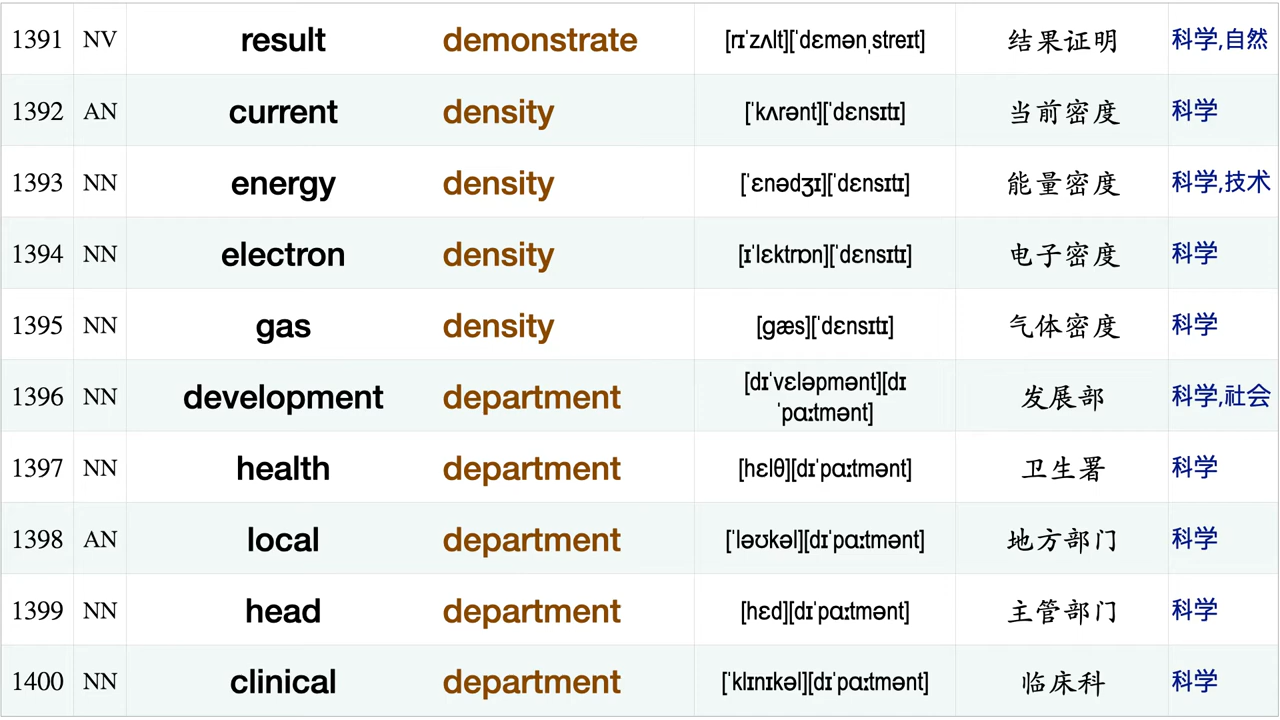 1391 NV result demonstrate [rɪˈzʌlt][ˈdɛmənˌstreɪt] 结果证明 科学,自然
1392 AN current density [ˈkʌrənt][ˈdɛnsɪtɪ] 当前密度 科学
1393 NN energy density [ˈɛnədʒɪ][ˈdɛnsɪtɪ] 能量密度 科学,技术
1394 NN electron density [ɪˈlɛktrɒn][ˈdɛnsɪtɪ] 电子密度 科学
1395 NN gas density [ɡæs][ˈdɛnsɪtɪ] 气体密度 科学
1396 NN development department [dɪˈvɛləpmənt][dɪ
ˈpɑːtmənt] 发展部 科学,社会
1397 NN health department [hɛlθ][dɪˈpɑːtmənt] 卫生署 科学
1398 AN local department [ˈləʊkəl][dɪˈpɑːtmənt] 地方部门 科学
1399 NN head department [hɛd][dɪˈpɑːtmənt] 主管部门 科学
1400 NN clinical department [ˈklɪnɪkəl][dɪˈpɑːtmənt] 临床科 科学